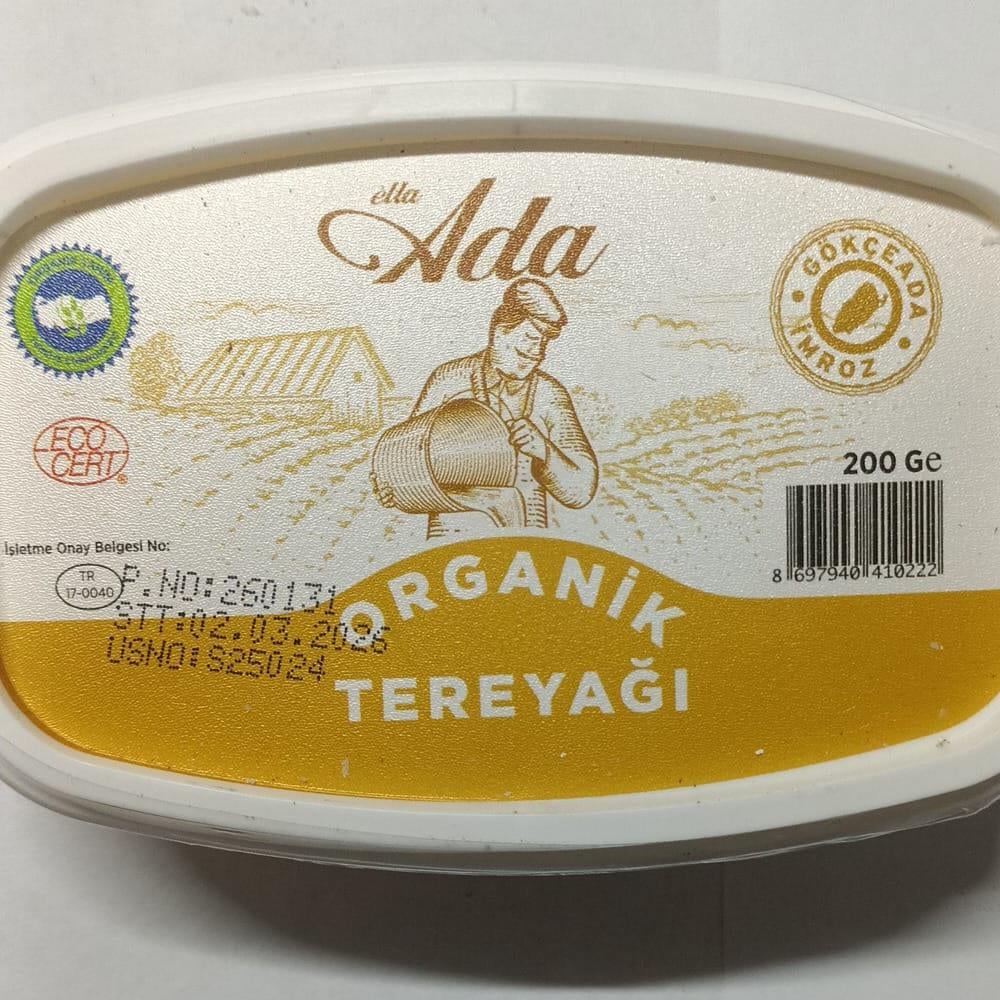 ella
Ada
GÖKÇEADA
İMROZ
ECO
CERT
200 Ge
8 697940 410222
İşletme Onay Belgesi No:
TR
17-0040
P.NO:260131
STT:02.03.2026
USNO:S25024
ORGANİK
TEREYAĞI